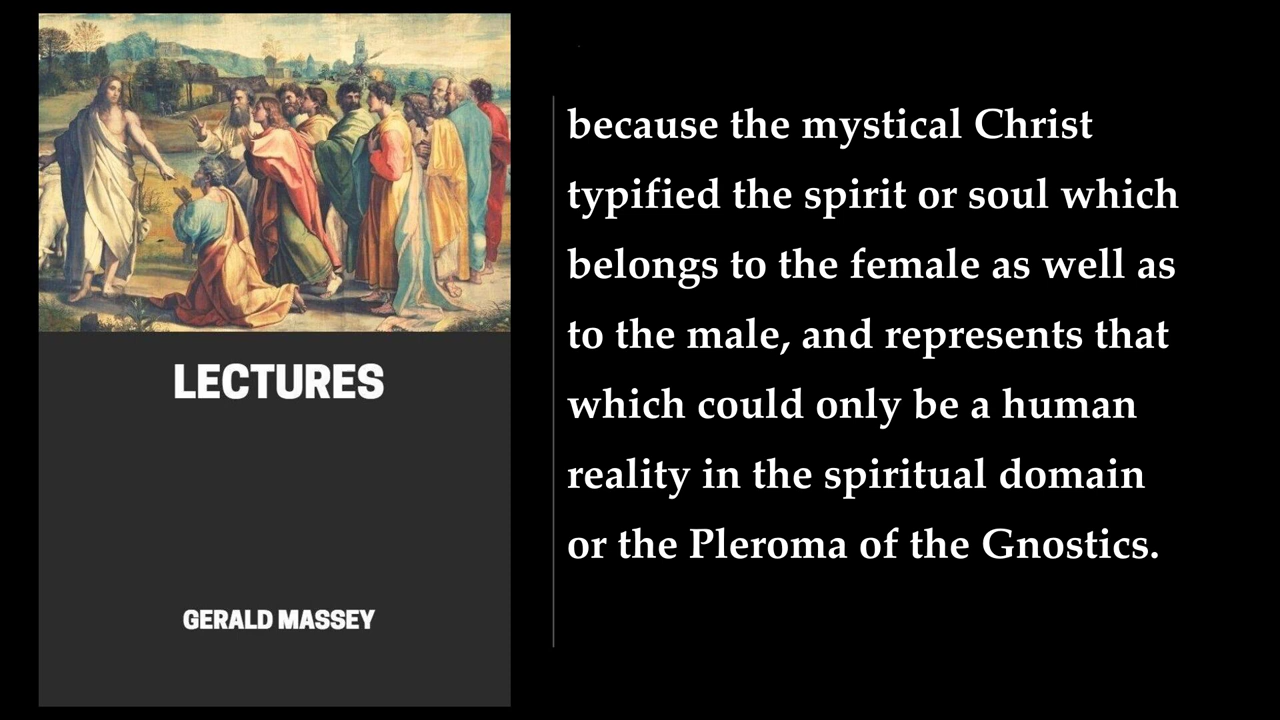 LECTURES
GERALD MASSEY
because the mystical Christ
typified the spirit or soul which
belongs to the female as well as
to the male, and represents that
which could only be a human
reality in the spiritual domain
or the Pleroma of the Gnostics.